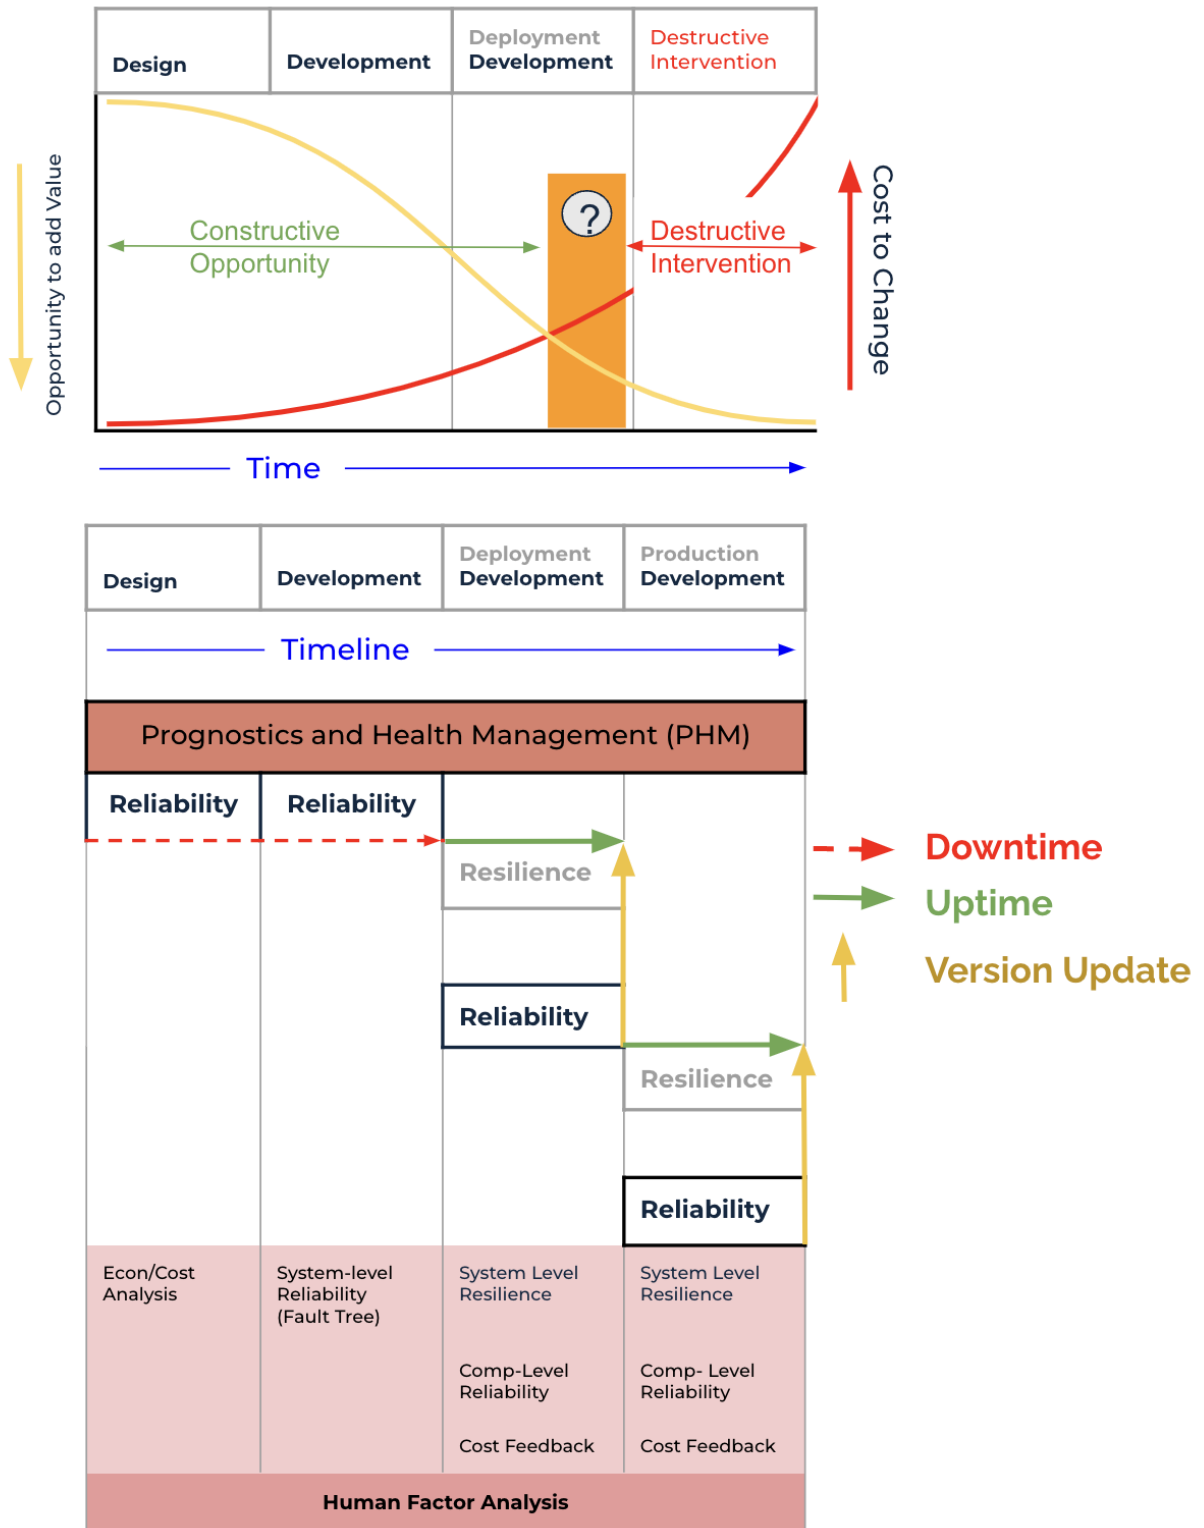 Design
Development
Deployment
Development
Destructive
Intervention
Opportunity to add Value
Constructive
Opportunity
?
Destructive
Intervention
Cost to Change
Time
Design
Development
Deployment
Development
Production
Development
Timeline
Prognostics and Health Management (PHM)
Reliability
Reliability
Resilience
Downtime
Uptime
Version Update
Reliability
Resilience
Reliability
Econ/Cost
Analysis
System-level
Reliability
(Fault Tree)
System Level
Resilience
Comp-Level
Reliability
Cost Feedback
System Level
Resilience
Comp- Level
Reliability
Cost Feedback
Human Factor Analysis